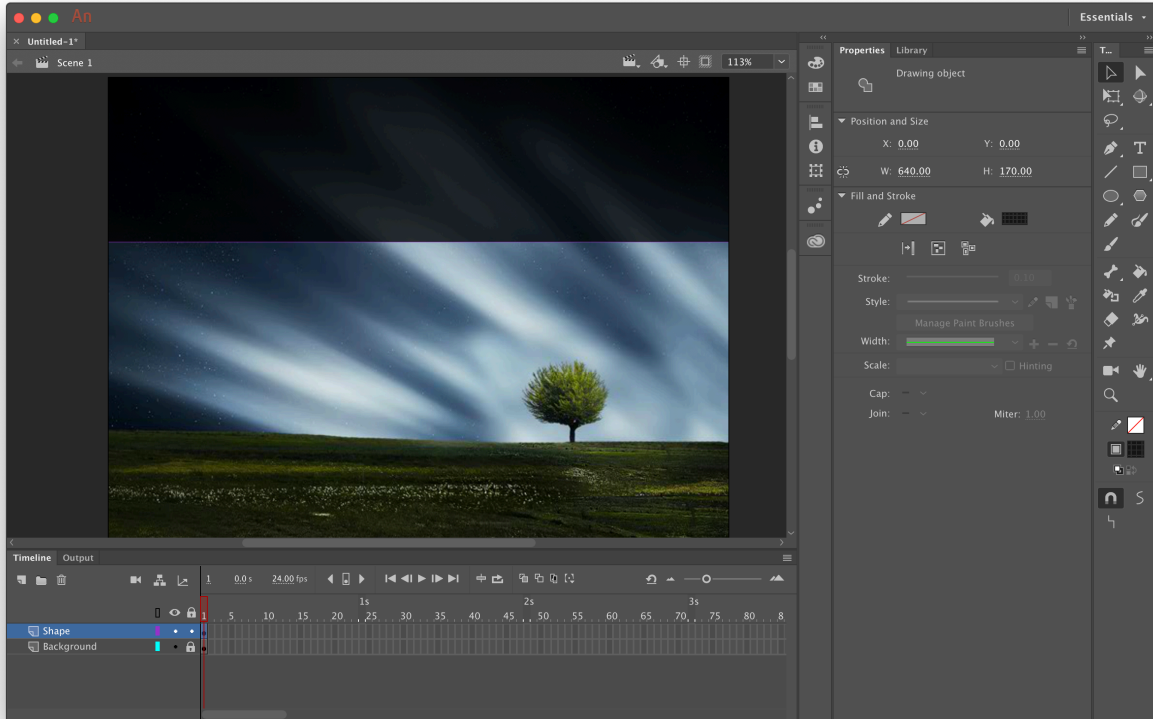 An
Essentials
Untitled-1*
Scene 1
113%
Properties Library
T...
Drawing object
Position and Size
X: 0.00 Y: 0.00
W: 640.00 H: 170.00
Fill and Stroke
Stroke: 0.10
Style:
Manage Paint Brushes
Width:
Scale: Hinting
Cap:
Join: Miter: 1.00
Timeline Output
1 0.0 s 24.00 fps
1s 2s 3s
1 5 10 15 20 25 30 35 40 45 50 55 60 65 70 75 80 8
Shape
Background